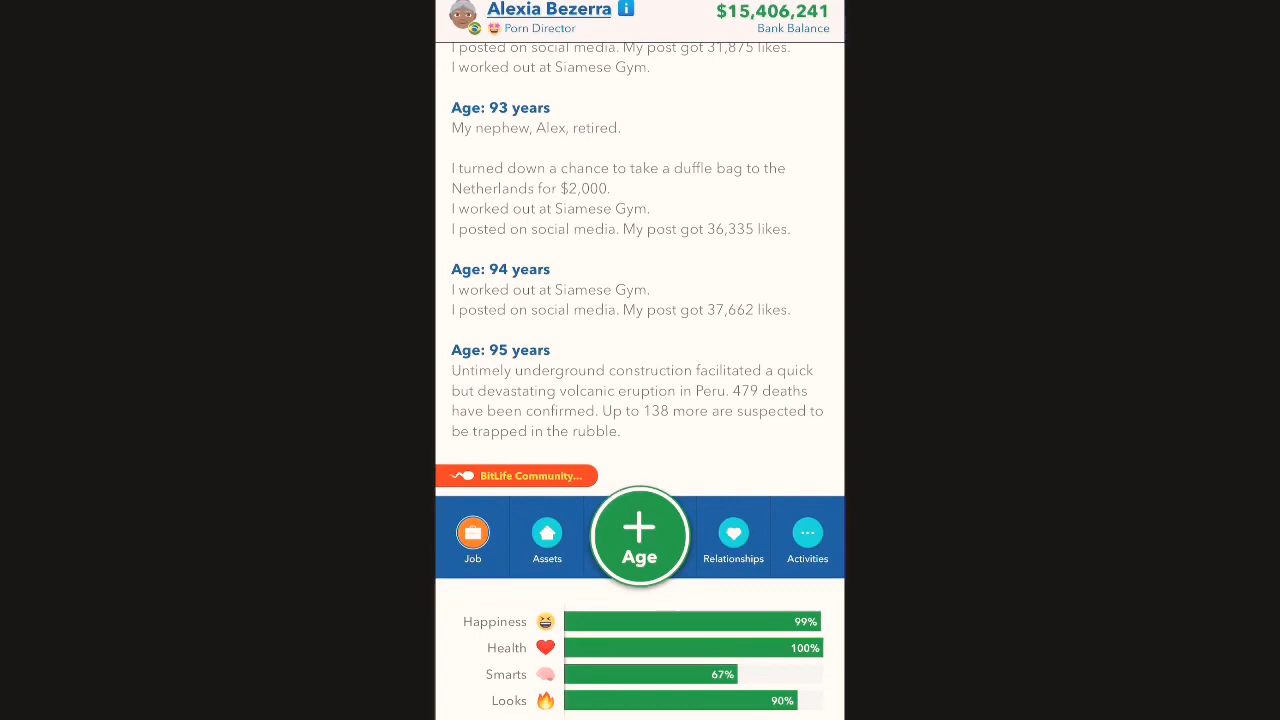 Alexia Bezerra
$15,406,241
Porn Director
Bank Balance
I posted on social media. My post got 31,875 likes.
I worked out at Siamese Gym.
Age: 93 years
My nephew, Alex, retired.
I turned down a chance to take a duffle bag to the
Netherlands for $2,000.
I worked out at Siamese Gym.
I posted on social media. My post got 36,335 likes.
Age: 94 years
I worked out at Siamese Gym.
I posted on social media. My post got 37,662 likes.
Age: 95 years
Untimely underground construction facilitated a quick
but devastating volcanic eruption in Peru. 479 deaths
have been confirmed. Up to 138 more are suspected to
be trapped in the rubble.
BitLife Community...
Job
Assets
Age
Relationships
Activities
Happiness 99%
Health 100%
Smarts 67%
Looks 90%